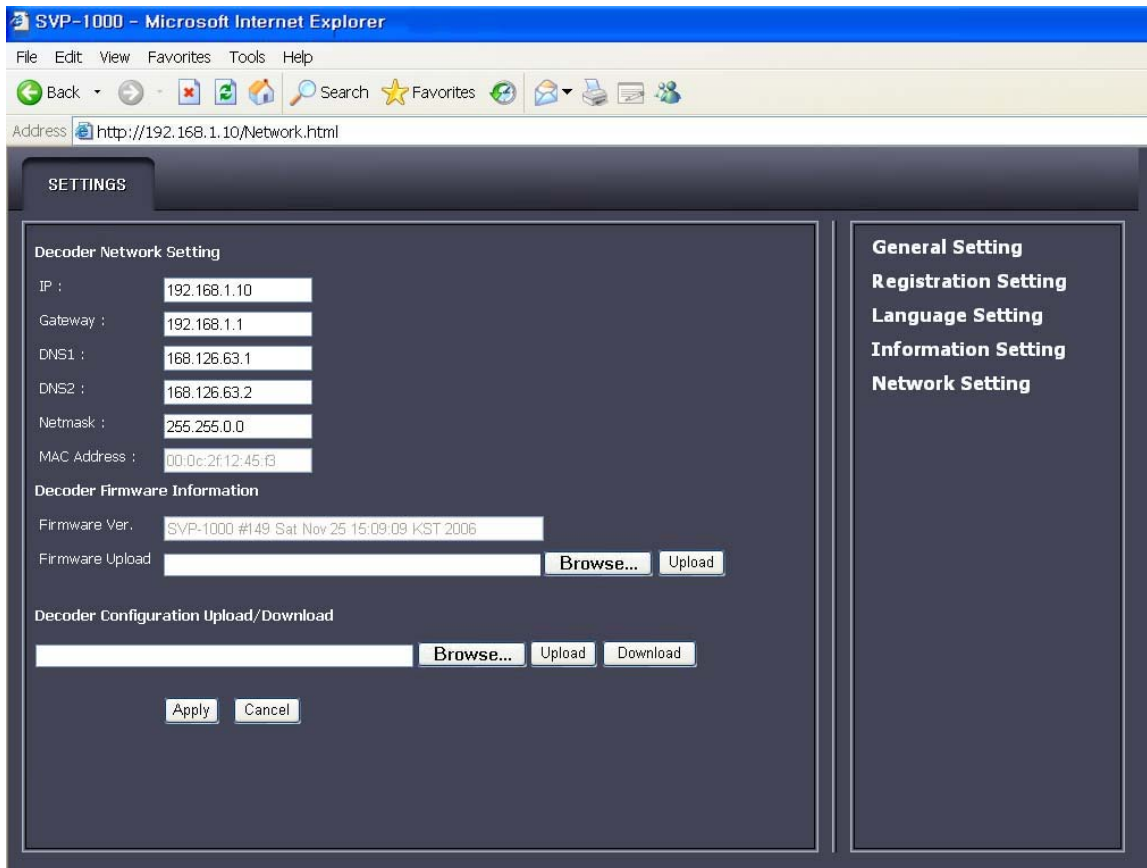 SVP-1000 - Microsoft Internet Explorer
File Edit View Favorites Tools Help
Back Search Favorites
Address http://192.168.1.10/Network.html
SETTINGS
Decoder Network Setting
IP : 192.168.1.10
Gateway : 192.168.1.1
DNS1 : 168.126.63.1
DNS2 : 168.126.63.2
Netmask : 255.255.0.0
MAC Address : 00:0c:2f:12:45:f3
Decoder Firmware Information
Firmware Ver. SVP-1000 #149 Sat Nov 25 15:09:09 KST 2006
Firmware Upload Browse... Upload
Decoder Configuration Upload/Download
Browse... Upload Download
Apply Cancel
General Setting
Registration Setting
Language Setting
Information Setting
Network Setting